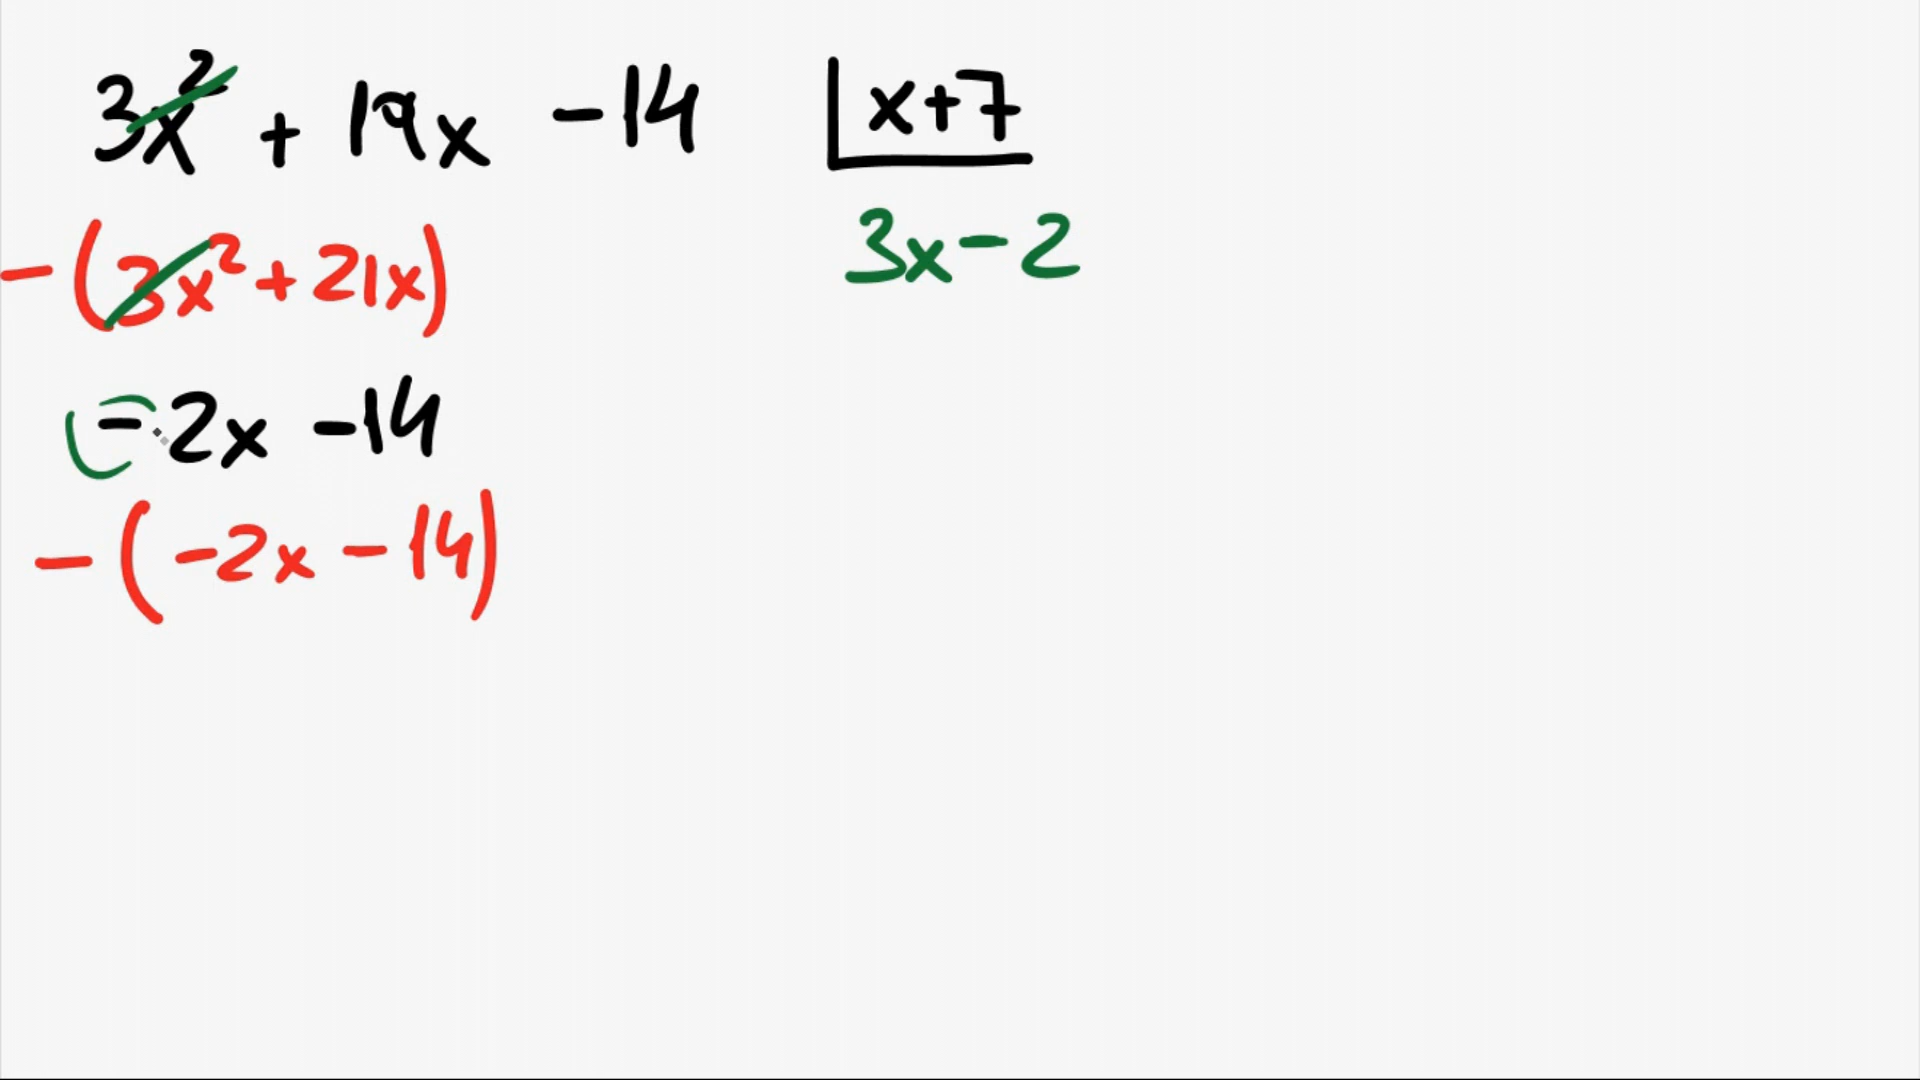 3x² + 19x - 14 | x+7
-(3x² + 21x) 3x - 2
-2x - 14
-(-2x - 14)